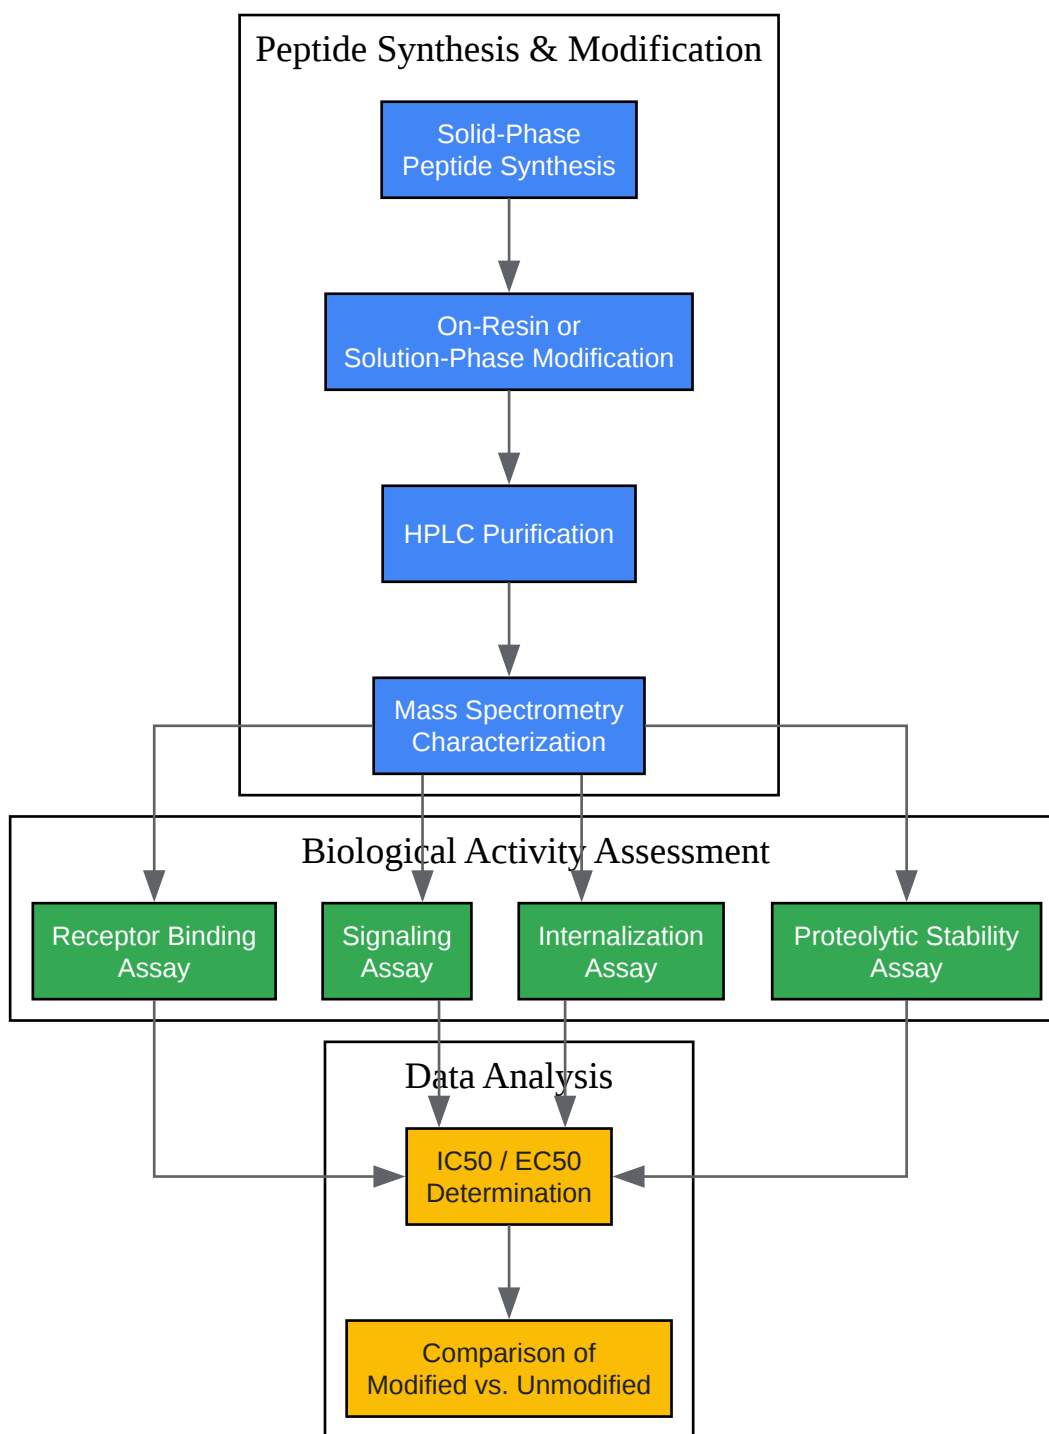 Peptide Synthesis & Modification
Solid-Phase
Peptide Synthesis
On-Resin or
Solution-Phase Modification
HPLC Purification
Mass Spectrometry
Characterization
Biological Activity Assessment
Receptor Binding
Assay
Signaling
Assay
Internalization
Assay
Proteolytic Stability
Assay
Data Analysis
IC50 / EC50
Determination
Comparison of
Modified vs. Unmodified